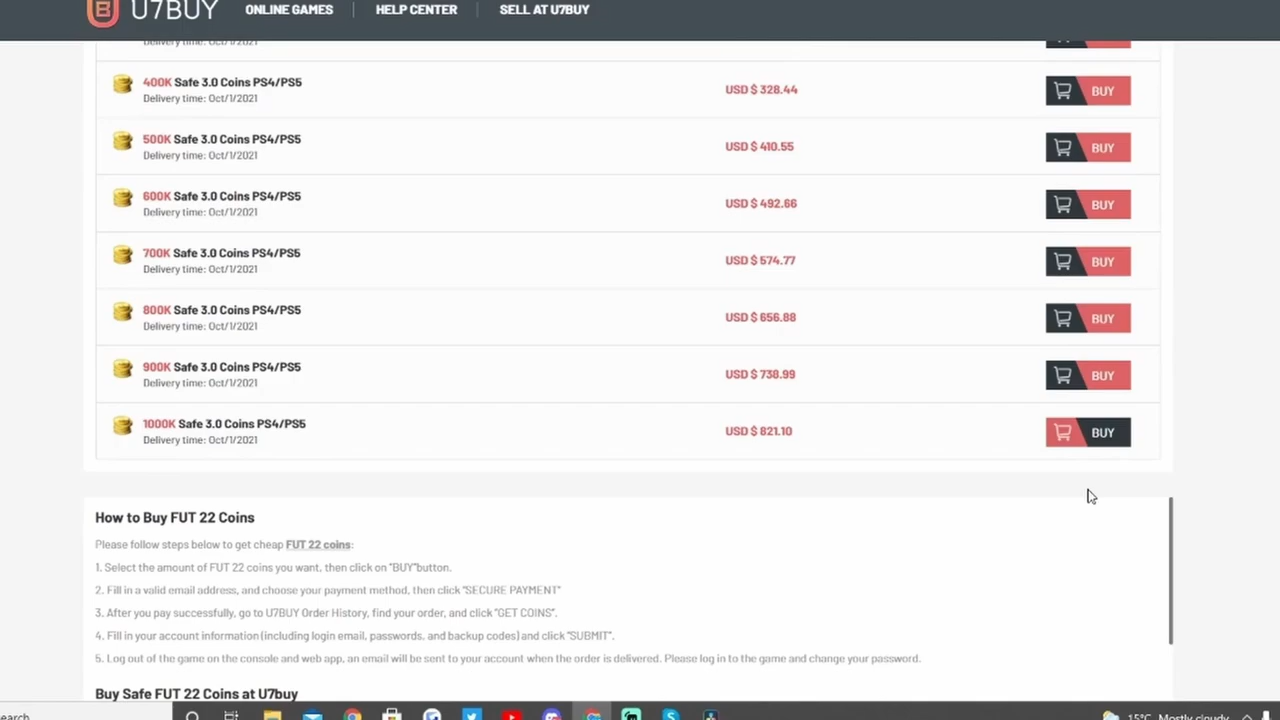 U7BUY
ONLINE GAMES
HELP CENTER
SELL AT U7BUY
Delivery time: Oct/1/2021
400K Safe 3.0 Coins PS4/PS5
Delivery time: Oct/1/2021
USD $ 328.44
BUY
500K Safe 3.0 Coins PS4/PS5
Delivery time: Oct/1/2021
USD $ 410.55
BUY
600K Safe 3.0 Coins PS4/PS5
Delivery time: Oct/1/2021
USD $ 492.66
BUY
700K Safe 3.0 Coins PS4/PS5
Delivery time: Oct/1/2021
USD $ 574.77
BUY
800K Safe 3.0 Coins PS4/PS5
Delivery time: Oct/1/2021
USD $ 656.88
BUY
900K Safe 3.0 Coins PS4/PS5
Delivery time: Oct/1/2021
USD $ 738.99
BUY
1000K Safe 3.0 Coins PS4/PS5
Delivery time: Oct/1/2021
USD $ 821.10
BUY
How to Buy FUT 22 Coins
Please follow steps below to get cheap FUT 22 coins:
1. Select the amount of FUT 22 coins you want, then click on "BUY"button.
2. Fill in a valid email address, and choose your payment method, then click "SECURE PAYMENT"
3. After you pay successfully, go to U7BUY Order History, find your order, and click "GET COINS".
4. Fill in your account information(including login email, passwords, and backup codes) and click "SUBMIT".
5. Log out of the game on the console and web app, an email will be sent to your account when the order is delivered. Please log in to the game and change your password.
Buy Safe FUT 22 Coins at U7buy
earch
15°C Mostly cloudy